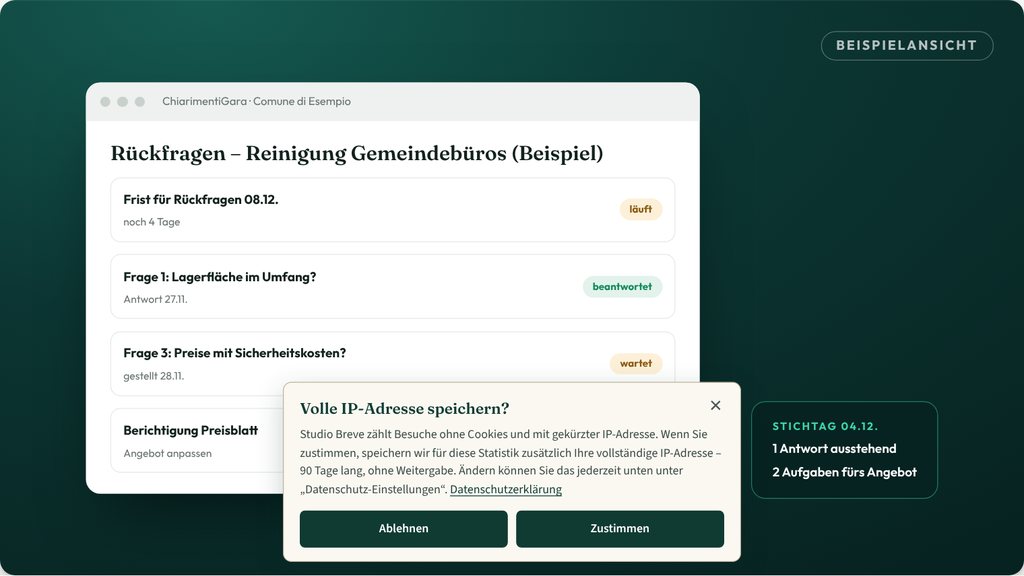 BEISPIELANSICHT
ChiarimentiGara · Comune di Esempio
Rückfragen – Reinigung Gemeindebüros (Beispiel)
Frist für Rückfragen 08.12.
noch 4 Tage
läuft
Frage 1: Lagerfläche im Umfang?
Antwort 27.11.
beantwortet
Frage 3: Preise mit Sicherheitskosten?
gestellt 28.11.
wartet
Berichtigung Preisblatt
Angebot anpassen
Volle IP-Adresse speichern?
Studio Breve zählt Besuche ohne Cookies und mit gekürzter IP-Adresse. Wenn Sie
zustimmen, speichern wir für diese Statistik zusätzlich Ihre vollständige IP-Adresse –
90 Tage lang, ohne Weitergabe. Ändern können Sie das jederzeit unten unter
„Datenschutz-Einstellungen“. Datenschutzerklärung
Ablehnen
Zustimmen
STICHTAG 04.12.
1 Antwort ausstehend
2 Aufgaben fürs Angebot